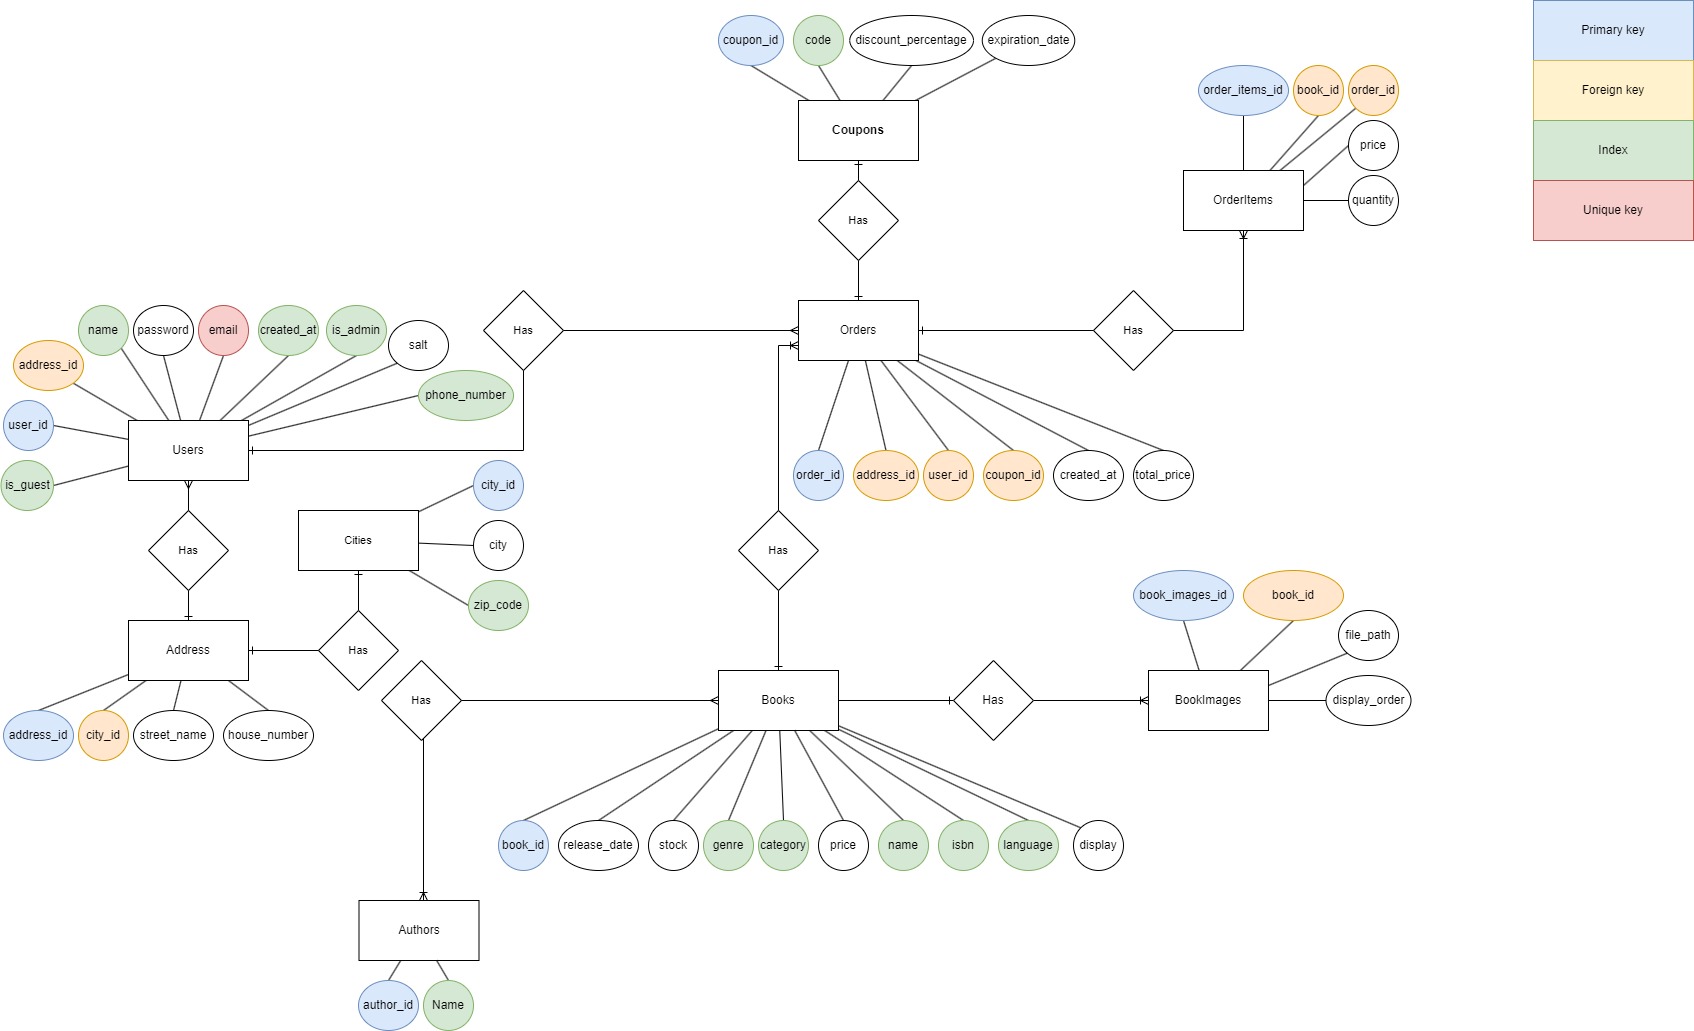 coupon_id
code
discount_percentage
expiration_date
Primary key
Foreign key
Index
Unique key
order_items_id
book_id
order_id
price
quantity
Coupons
OrderItems
Has
name
password
email
created_at
is_admin
salt
address_id
phone_number
user_id
is_guest
Users
Has
Orders
Has
order_id
address_id
user_id
coupon_id
created_at
total_price
Has
Cities
city_id
city
zip_code
Has
Address
Has
address_id
city_id
street_name
house_number
Has
Has
Books
Has
BookImages
book_images_id
book_id
file_path
display_order
book_id
release_date
stock
genre
category
price
name
isbn
language
display
Authors
author_id
Name